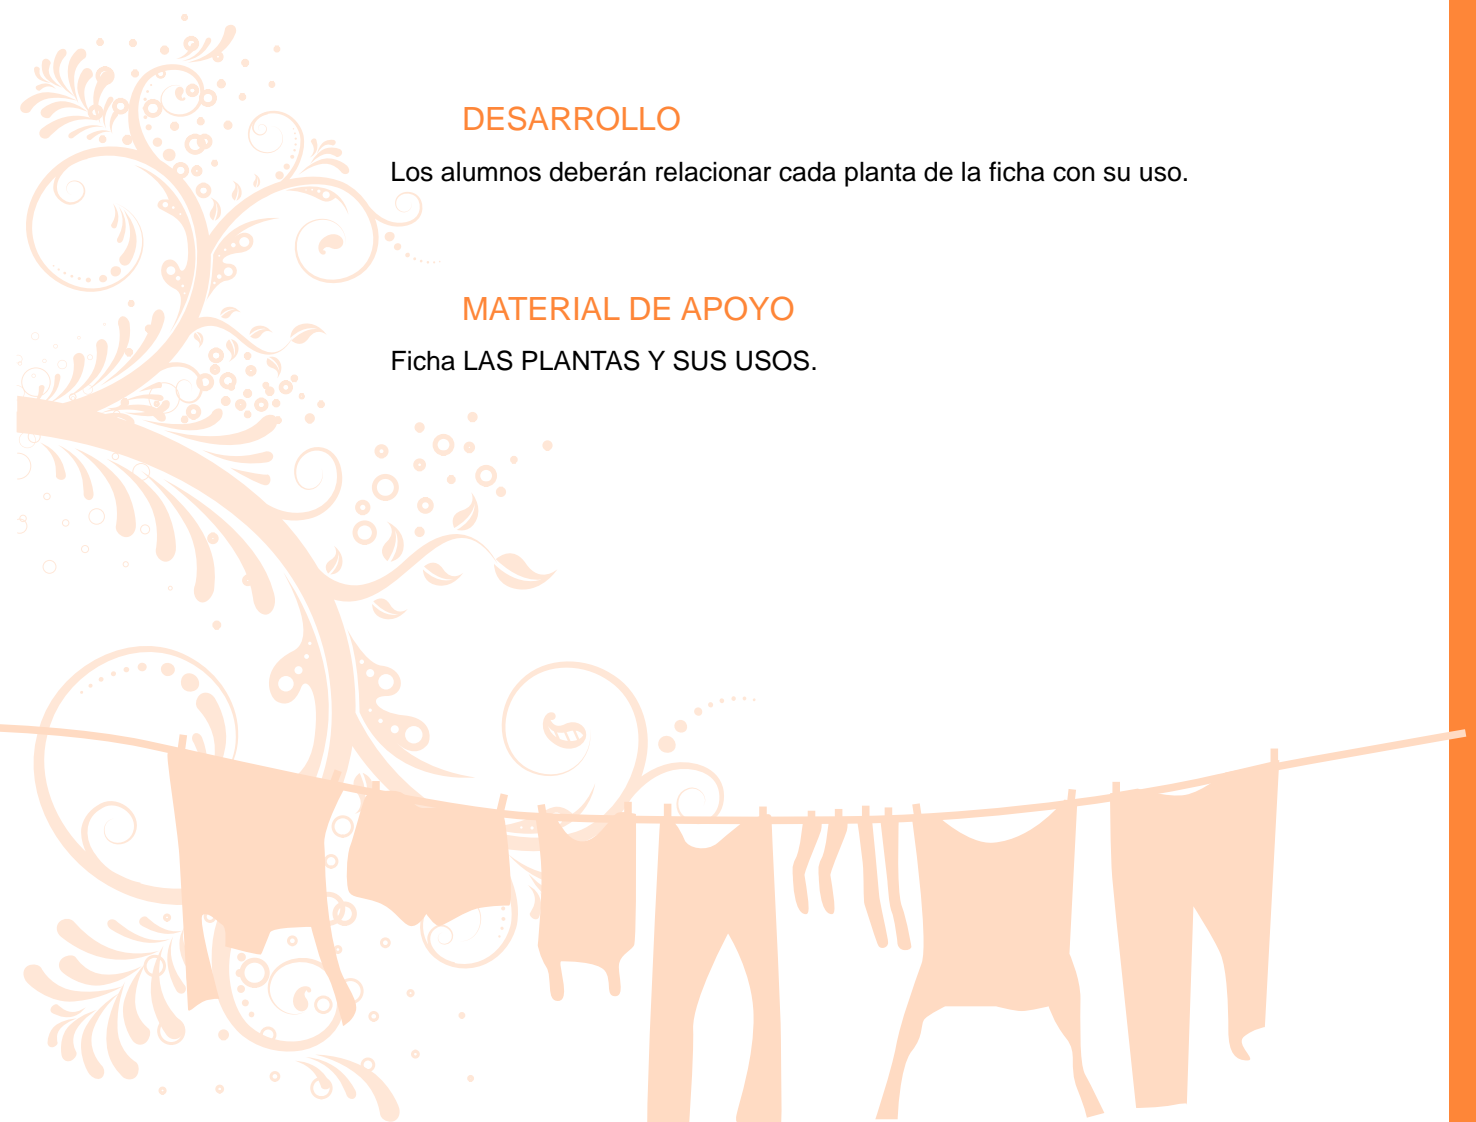 DESARROLLO
Los alumnos deberán relacionar cada planta de la ficha con su uso.
MATERIAL DE APOYO
Ficha LAS PLANTAS Y SUS USOS.